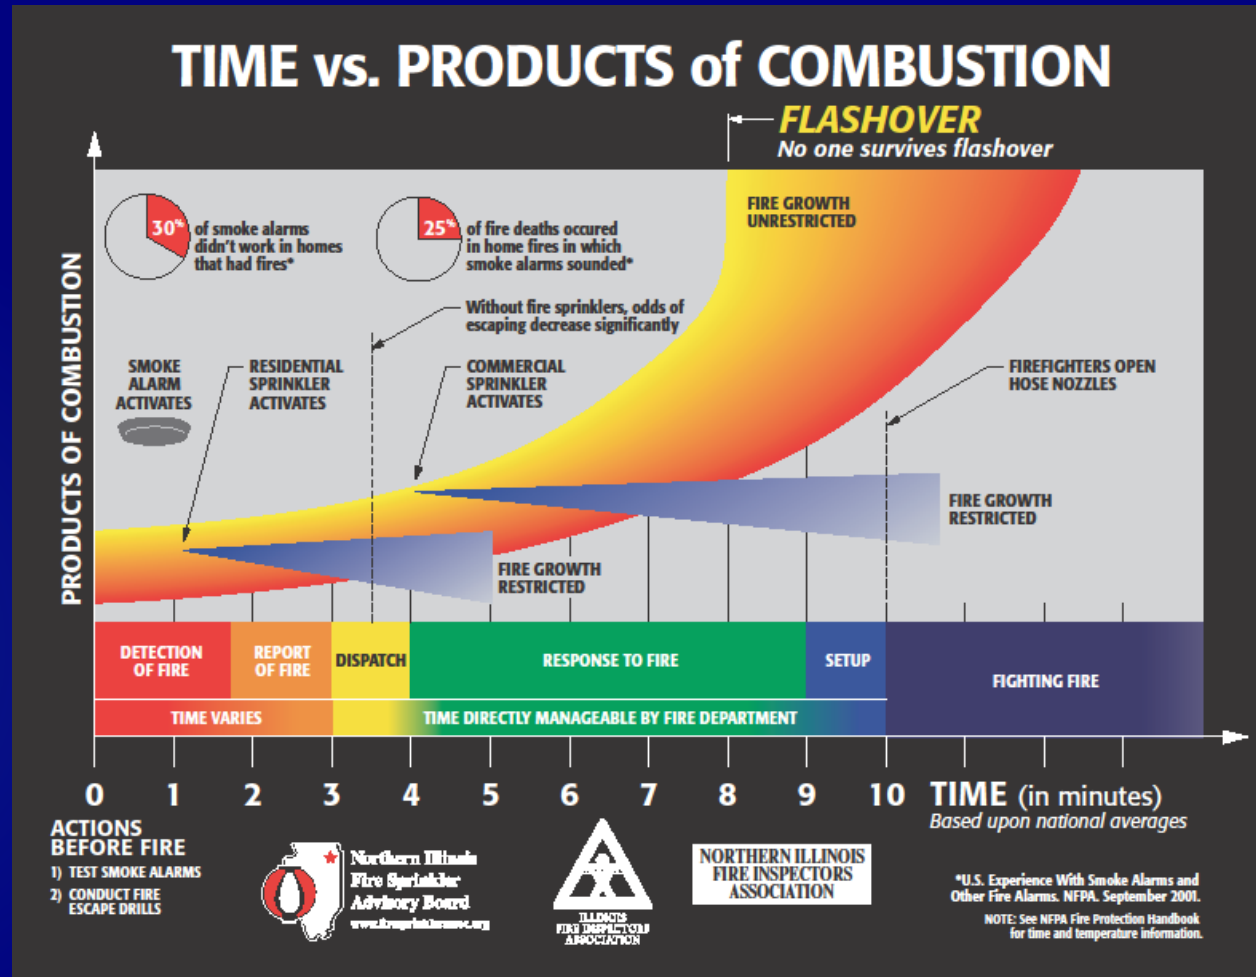 TIME vs. PRODUCTS of COMBUSTION
FLASHOVER
No one survives flashover
FIRE GROWTH
UNRESTRICTED
30%
of smoke alarms
didn't work in homes
that had fires*
25%
of fire deaths occured
in home fires in which
smoke alarms sounded*
Without fire sprinklers, odds of
escaping decrease significantly
SMOKE
ALARM
ACTIVATES
RESIDENTIAL
SPRINKLER
ACTIVATES
COMMERCIAL
SPRINKLER
ACTIVATES
FIREFIGHTERS OPEN
HOSE NOZZLES
PRODUCTS OF COMBUSTION
FIRE GROWTH
RESTRICTED
FIRE GROWTH
RESTRICTED
DETECTION
OF FIRE
REPORT
OF FIRE
DISPATCH
RESPONSE TO FIRE
SETUP
FIGHTING FIRE
TIME VARIES
TIME DIRECTLY MANAGEABLE BY FIRE DEPARTMENT
0 1 2 3 4 5 6 7 8 9 10 TIME (in minutes)
Based upon national averages
ACTIONS
BEFORE FIRE
1) TEST SMOKE ALARMS
2) CONDUCT FIRE
ESCAPE DRILLS
Northern Illinois
Fire Sprinkler
Advisory Board
ILLINOIS
FIRE INSPECTORS
ASSOCIATION
NORTHERN ILLINOIS
FIRE INSPECTORS
ASSOCIATION
*U.S. Experience With Smoke Alarms and
Other Fire Alarms. NFPA. September 2001.
NOTE: See NFPA Fire Protection Handbook
for time and temperature information.